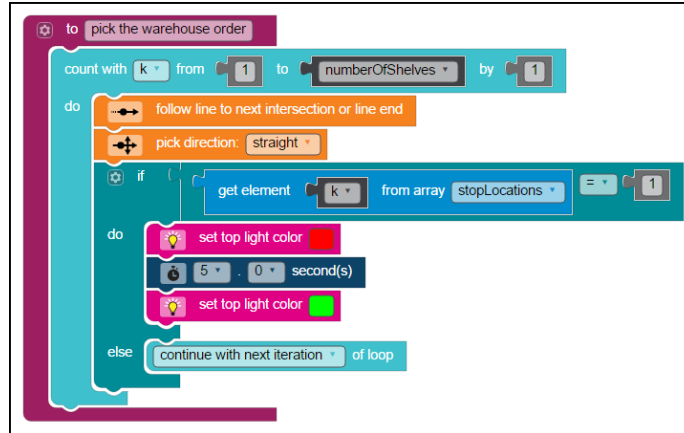 to pick the warehouse order
count with k from 1 to numberOfShelves by 1
do follow line to next intersection or line end
pick direction: straight
if get element k from array stopLocations = 1
do set top light color
5 . 0 second(s)
set top light color
else continue with next iteration of loop